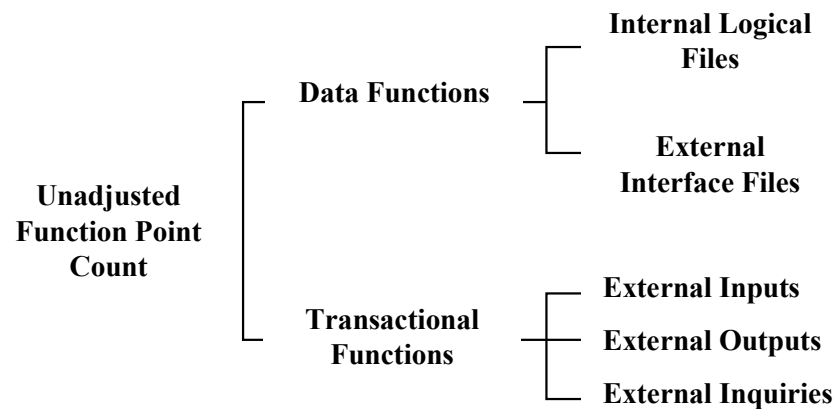 Unadjusted
Function Point
Count
Data Functions
Internal Logical
Files
External
Interface Files
Transactional
Functions
External Inputs
External Outputs
External Inquiries